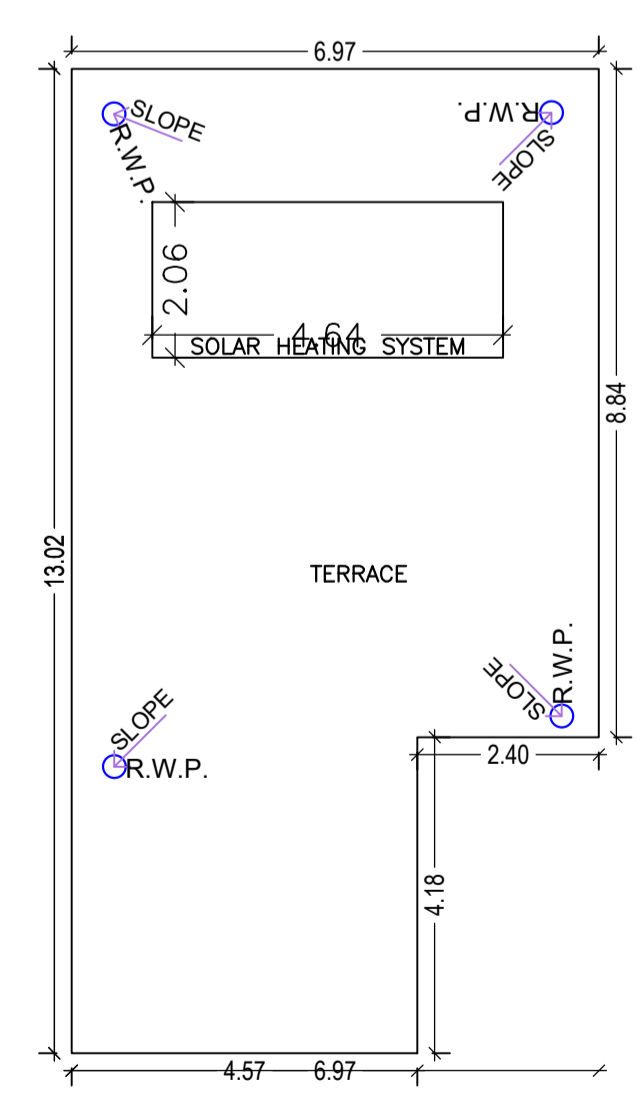 6.97
SLOPE
R.W.P.
R.W.P.
SLOPE
2.06
4.64
SOLAR HEATING SYSTEM
8.84
13.02
TERRACE
R.W.P.
SLOPE
SLOPE
R.W.P.
2.40
4.18
4.57 6.97